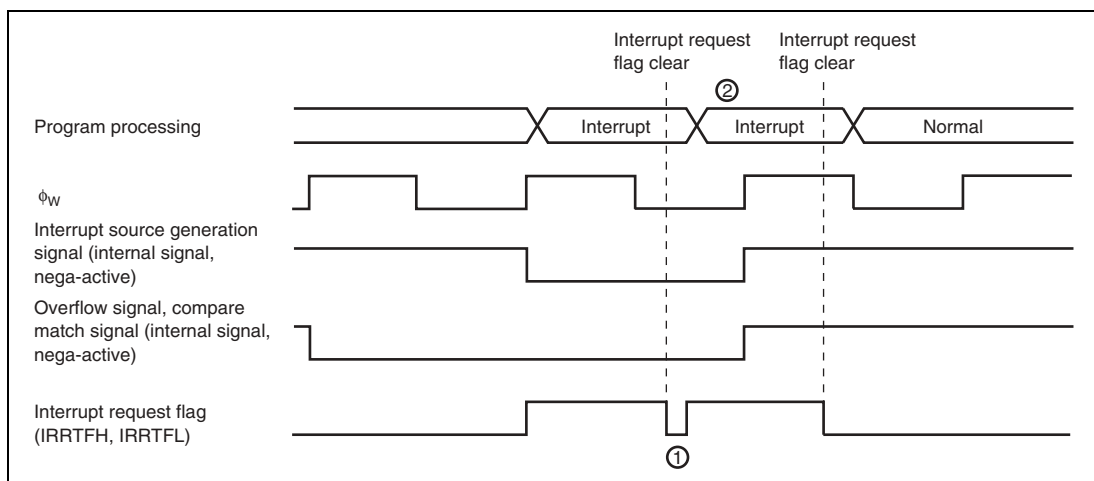 Interrupt request
flag clear
Interrupt request
flag clear
②
Program processing
Interrupt
Interrupt
Normal
ϕW
Interrupt source generation
signal (internal signal,
nega-active)
Overflow signal, compare
match signal (internal signal,
nega-active)
Interrupt request flag
(IRRTFH, IRRTFL)
①